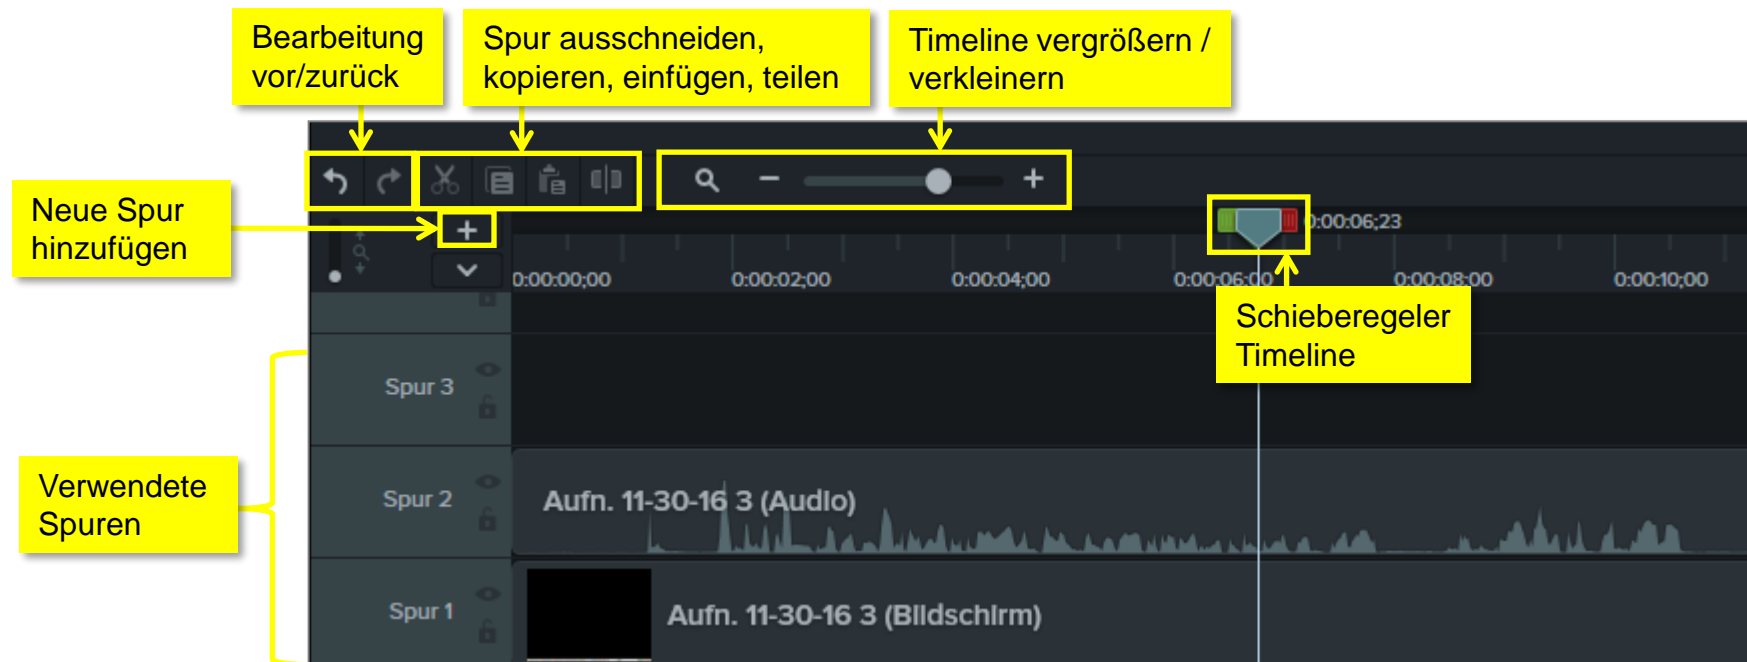 Bearbeitung
vor/zurück
Spur ausschneiden,
kopieren, einfügen, teilen
Timeline vergrößern /
verkleinern
Neue Spur
hinzufügen
0:00:06;23
0:00:00;00 0:00:02;00 0:00:04;00 0:00:06;00 0:00:08;00 0:00:10;00
Schieberegeler
Timeline
Spur 3
Verwendete
Spuren
Spur 2
Aufn. 11-30-16 3 (Audio)
Spur 1
Aufn. 11-30-16 3 (Bildschirm)